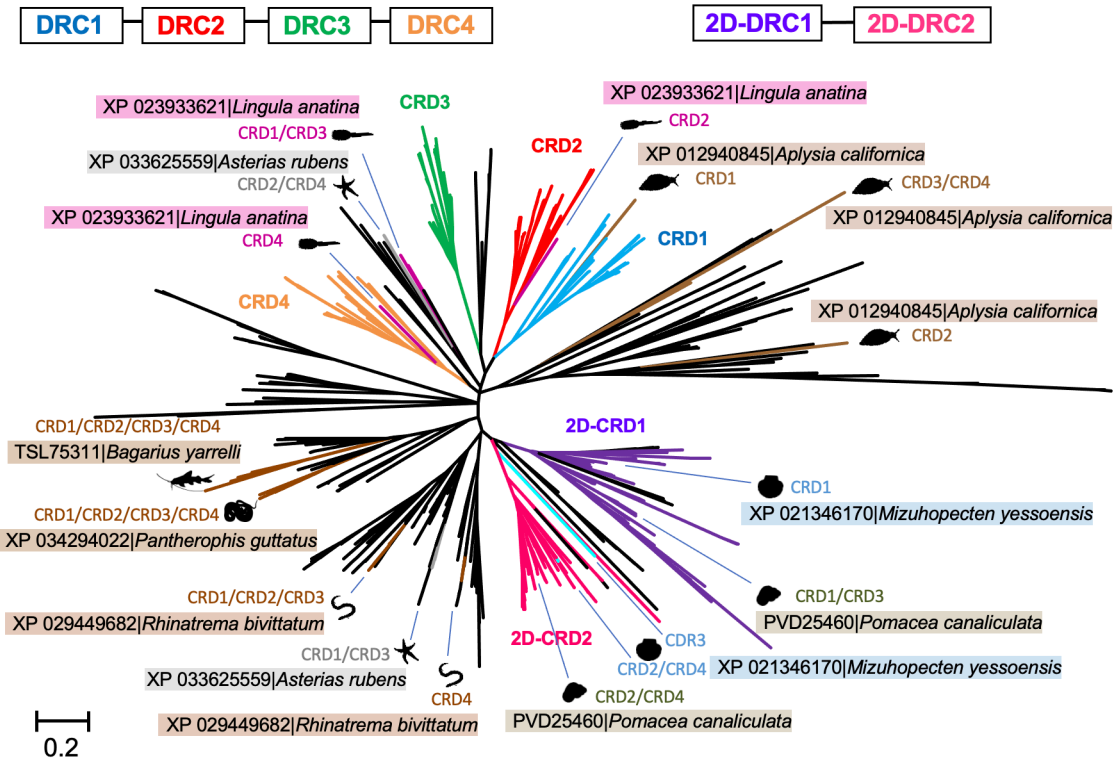 DRC1 DRC2 DRC3 DRC4
2D-DRC1 2D-DRC2
XP 023933621|Lingula anatina
CRD1/CRD3
XP 033625559|Asterias rubens
CRD2/CRD4
XP 023933621|Lingula anatina
CRD4
CRD4
CRD3
CRD2
XP 023933621|Lingula anatina
CRD2
XP 012940845|Aplysia californica
CRD1
CRD1
CRD3/CRD4
XP 012940845|Aplysia californica
XP 012940845|Aplysia californica
CRD2
CRD1/CRD2/CRD3/CRD4
TSL75311|Bagarius yarrelli
CRD1/CRD2/CRD3/CRD4
XP 034294022|Pantherophis guttatus
CRD1/CRD2/CRD3
XP 029449682|Rhinatrema bivittatum
CRD1/CRD3
XP 033625559|Asterias rubens
CRD4
XP 029449682|Rhinatrema bivittatum
2D-CRD1
CRD1
XP 021346170|Mizuhopecten yessoensis
CRD1/CRD3
PVD25460|Pomacea canaliculata
2D-CRD2
CDR3
CRD2/CRD4
XP 021346170|Mizuhopecten yessoensis
CRD2/CRD4
PVD25460|Pomacea canaliculata
0.2